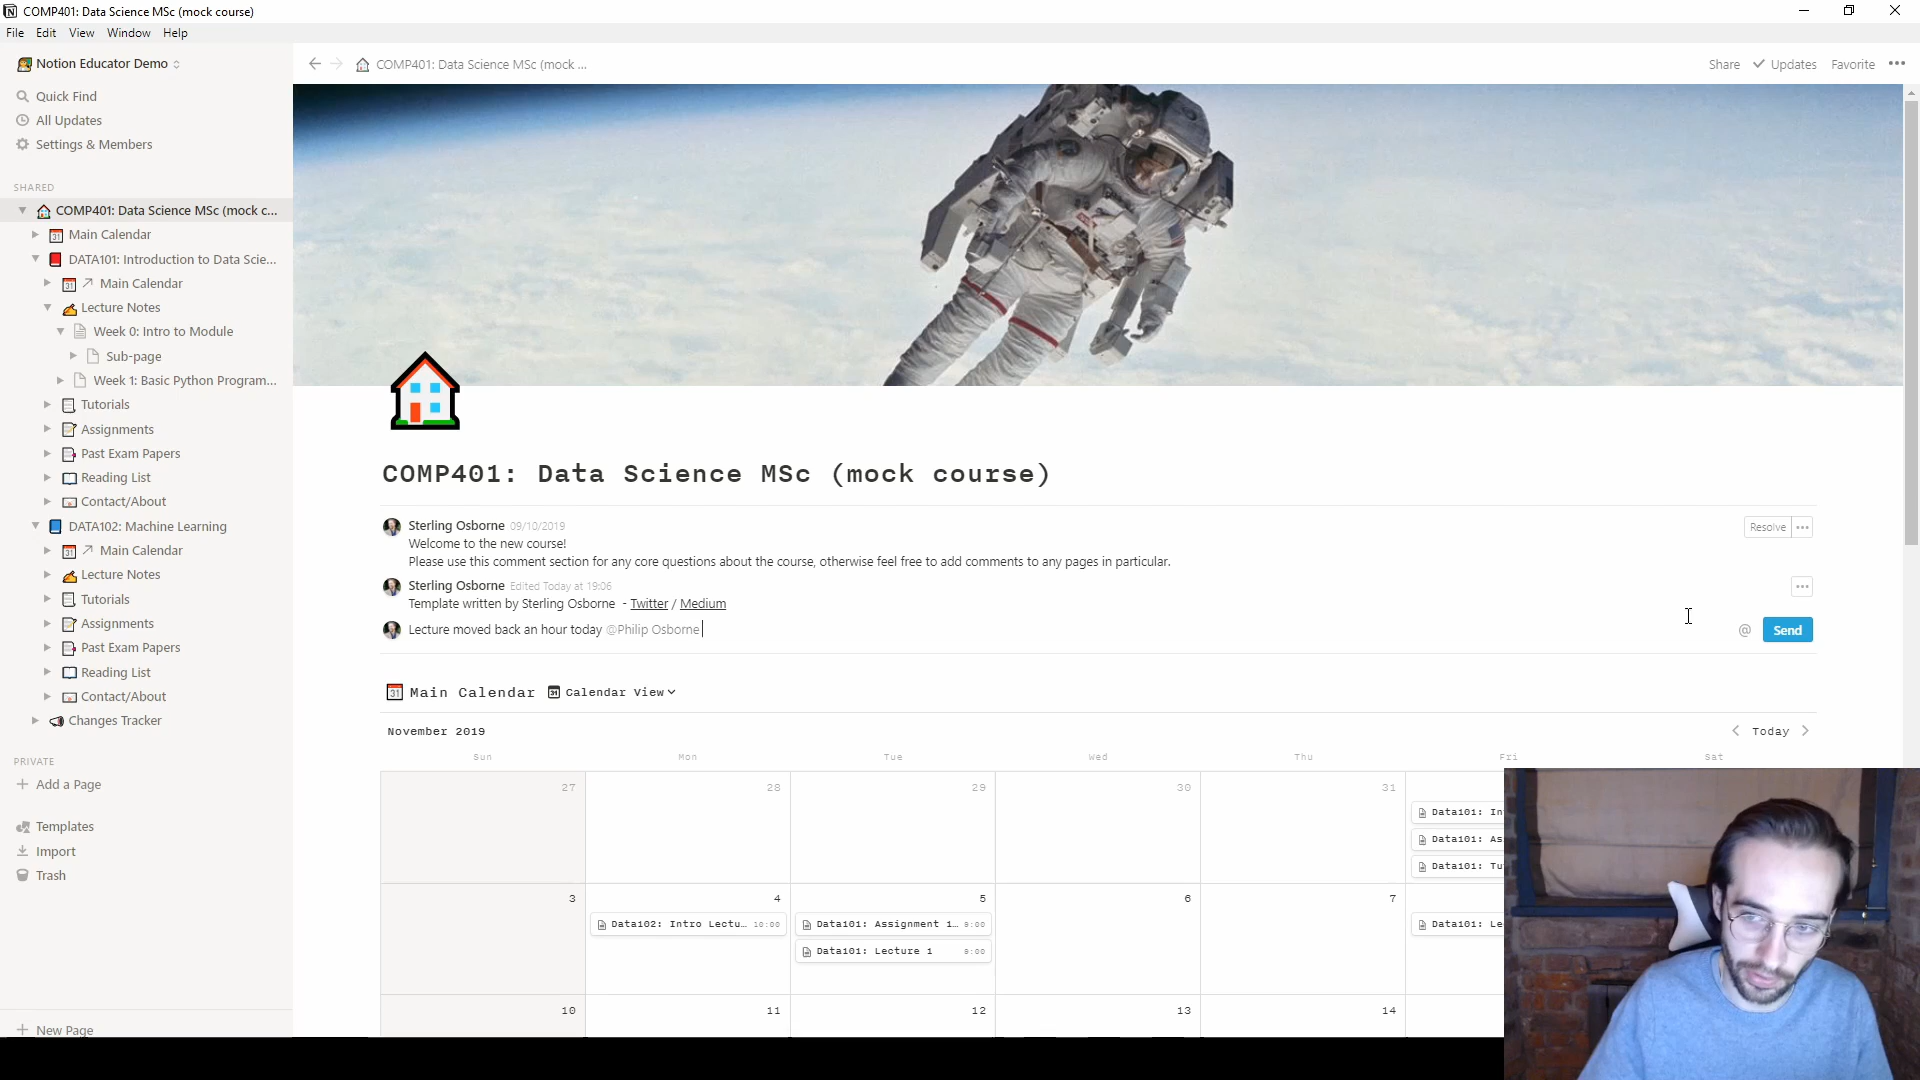 COMP401: Data Science MSc (mock course)
File Edit View Window Help
Notion Educator Demo
COMP401: Data Science MSc (mock ...
Share Updates Favorite
Quick Find
All Updates
Settings & Members
SHARED
COMP401: Data Science MSc (mock c...
Main Calendar
DATA101: Introduction to Data Scie...
Main Calendar
Lecture Notes
Week 0: Intro to Module
Sub-page
Week 1: Basic Python Program...
Tutorials
Assignments
Past Exam Papers
Reading List
Contact/About
DATA102: Machine Learning
Main Calendar
Lecture Notes
Tutorials
Assignments
Past Exam Papers
Reading List
Contact/About
Changes Tracker
PRIVATE
Add a Page
Templates
Import
Trash
New Page
COMP401: Data Science MSc (mock course)
Sterling Osborne 09/10/2019
Resolve
Welcome to the new course!
Please use this comment section for any core questions about the course, otherwise feel free to add comments to any pages in particular.
Sterling Osborne Edited Today at 19:06
Template written by Sterling Osborne - Twitter / Medium
Lecture moved back an hour today @Philip Osborne
@ Send
31 Main Calendar 31 Calendar View
November 2019
Today
Sun Mon Tue Wed Thu Fri Sat
27 28 29 30 31
Data101: In
Data101: As
Data101: Tu
3 4 5 6 7
Data102: Intro Lectu… 10:00
Data101: Assignment 1… 9:00
Data101: Le
Data101: Lecture 1 9:00
10 11 12 13 14